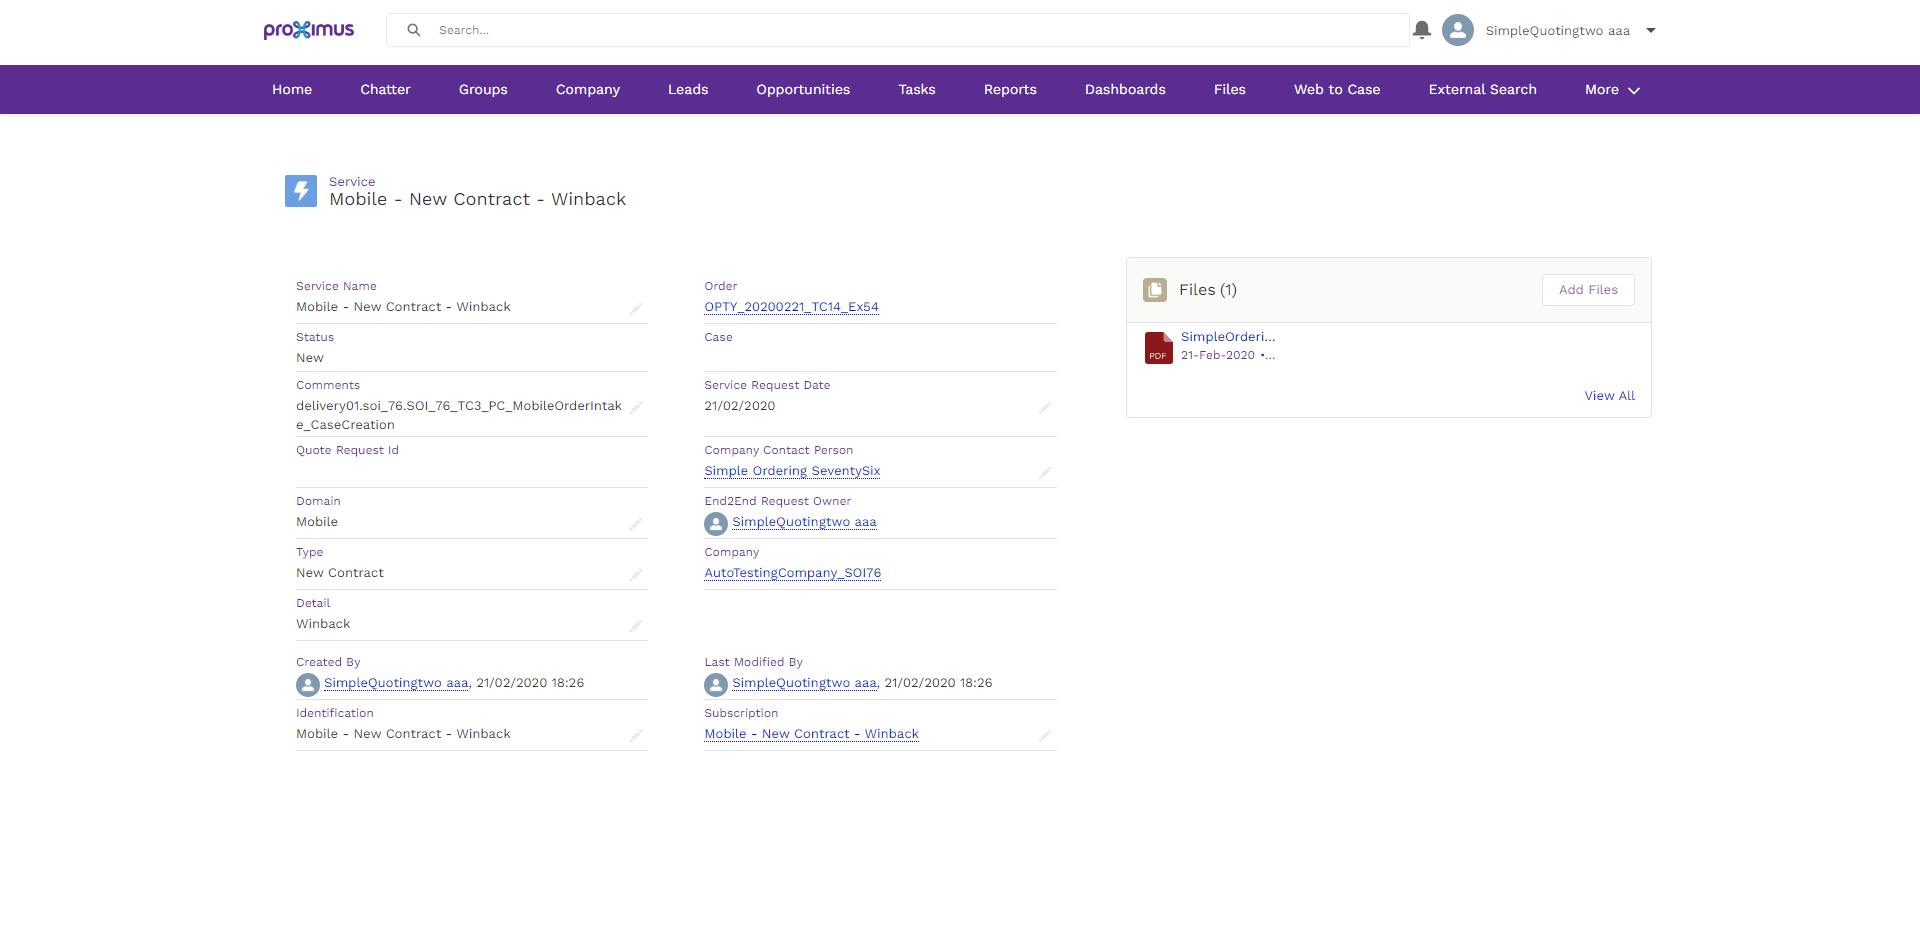 proximus
Search...
SimpleQuotingtwo aaa
Home
Chatter
Groups
Company
Leads
Opportunities
Tasks
Reports
Dashboards
Files
Web to Case
External Search
More
Service
Mobile - New Contract - Winback
Service Name
Mobile - New Contract - Winback
Order
OPTY_20200221_TC14_Ex54
Status
New
Case
Comments
delivery01.soi_76.SOI_76_TC3_PC_MobileOrderIntak
e_CaseCreation
Service Request Date
21/02/2020
Quote Request Id
Company Contact Person
Simple Ordering SeventySix
Domain
Mobile
End2End Request Owner
SimpleQuotingtwo aaa
Type
New Contract
Company
AutoTestingCompany_SOI76
Detail
Winback
Created By
SimpleQuotingtwo aaa, 21/02/2020 18:26
Last Modified By
SimpleQuotingtwo aaa, 21/02/2020 18:26
Identification
Mobile - New Contract - Winback
Subscription
Mobile - New Contract - Winback
Files (1)
Add Files
PDF
SimpleOrderi...
21-Feb-2020 •...
View All